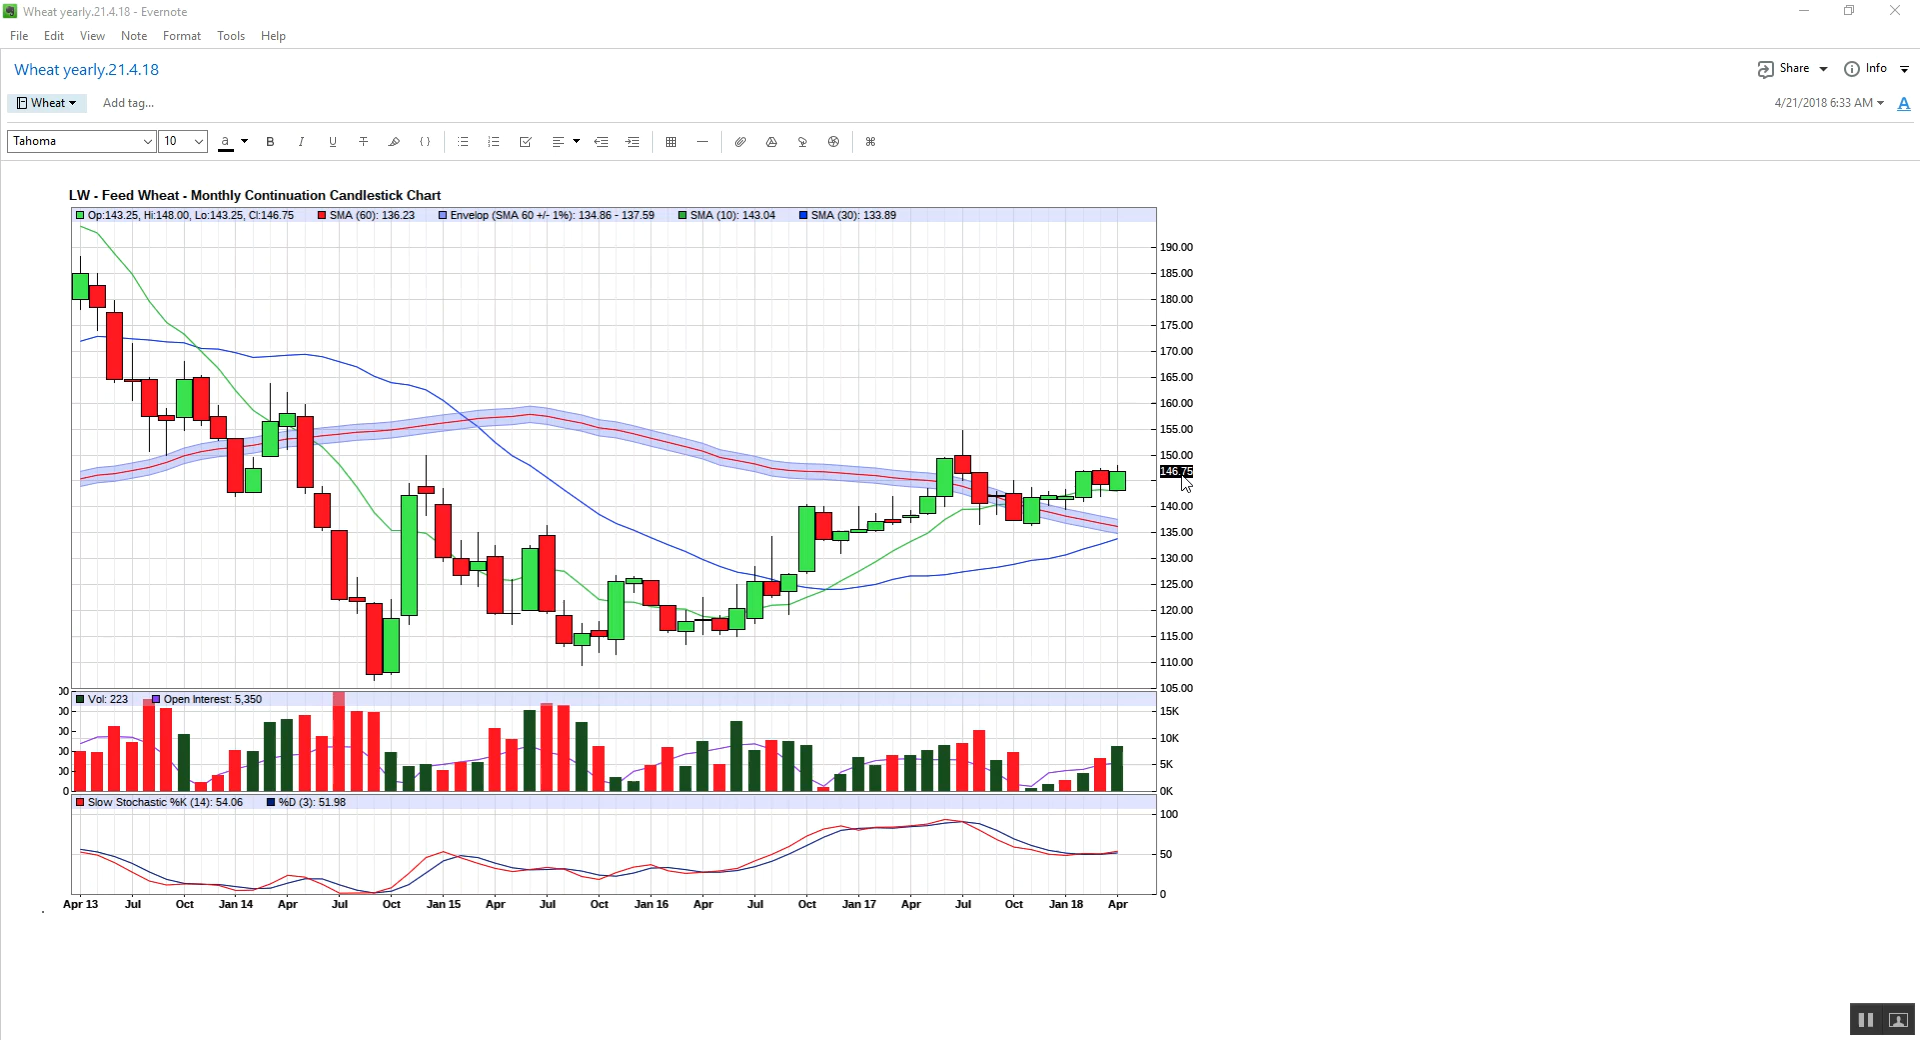 Wheat yearly.21.4.18 - Evernote
File Edit View Note Format Tools Help
Wheat yearly.21.4.18
Share Info
Wheat Add tag...
4/21/2018 6:33 AM
Tahoma 10 a B I U T { }
LW - Feed Wheat - Monthly Continuation Candlestick Chart
Op:143.25, Hi:148.00, Lo:143.25, Cl:146.75 SMA (60): 136.23 Envelop (SMA 60 +/- 1%): 134.86 - 137.59 SMA (10): 143.04 SMA (30): 133.89
190.00
185.00
180.00
175.00
170.00
165.00
160.00
155.00
150.00
146.75
140.00
135.00
130.00
125.00
120.00
115.00
110.00
105.00
Vol: 223 Open Interest: 5,350
15K
10K
5K
0 0K
Slow Stochastic %K (14): 54.06 %D (3): 51.98
100
50
0
Apr 13 Jul Oct Jan 14 Apr Jul Oct Jan 15 Apr Jul Oct Jan 16 Apr Jul Oct Jan 17 Apr Jul Oct Jan 18 Apr